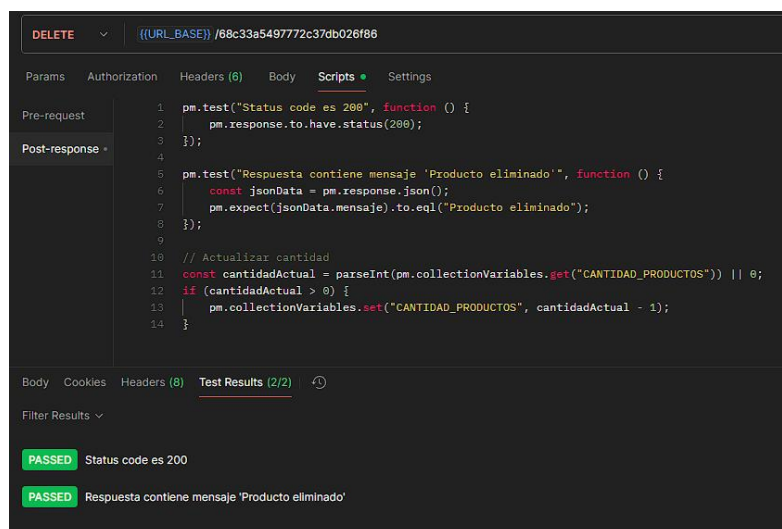 DELETE {{URL_BASE}} /68c33a5497772c37db026f86
Params Authorization Headers (6) Body Scripts Settings
Pre-request
Post-response
1 pm.test("Status code es 200", function () {
2 pm.response.to.have.status(200);
3 });
4
5 pm.test("Respuesta contiene mensaje 'Producto eliminado'", function () {
6 const jsonData = pm.response.json();
7 pm.expect(jsonData.mensaje).to.eql("Producto eliminado");
8 });
9
10 // Actualizar cantidad
11 const cantidadActual = parseInt(pm.collectionVariables.get("CANTIDAD_PRODUCTOS")) || 0;
12 if (cantidadActual > 0) {
13 pm.collectionVariables.set("CANTIDAD_PRODUCTOS", cantidadActual - 1);
14 }
Body Cookies Headers (8) Test Results (2/2)
Filter Results
PASSED Status code es 200
PASSED Respuesta contiene mensaje 'Producto eliminado'